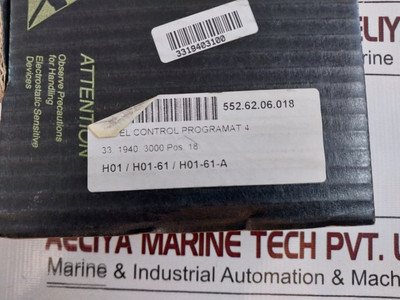 3319403100
ATTENTION
Observe Precautions
for Handling
Electrostatic Sensitive
Devices
552.62.06.018
EL CONTROL PROGRAMAT 4
33 1940 3000 Pos. 18
H01 / H01-61 / H01-61-A
AELIYA MARINE TECH PVT.
Marine & Industrial Automation & Mach